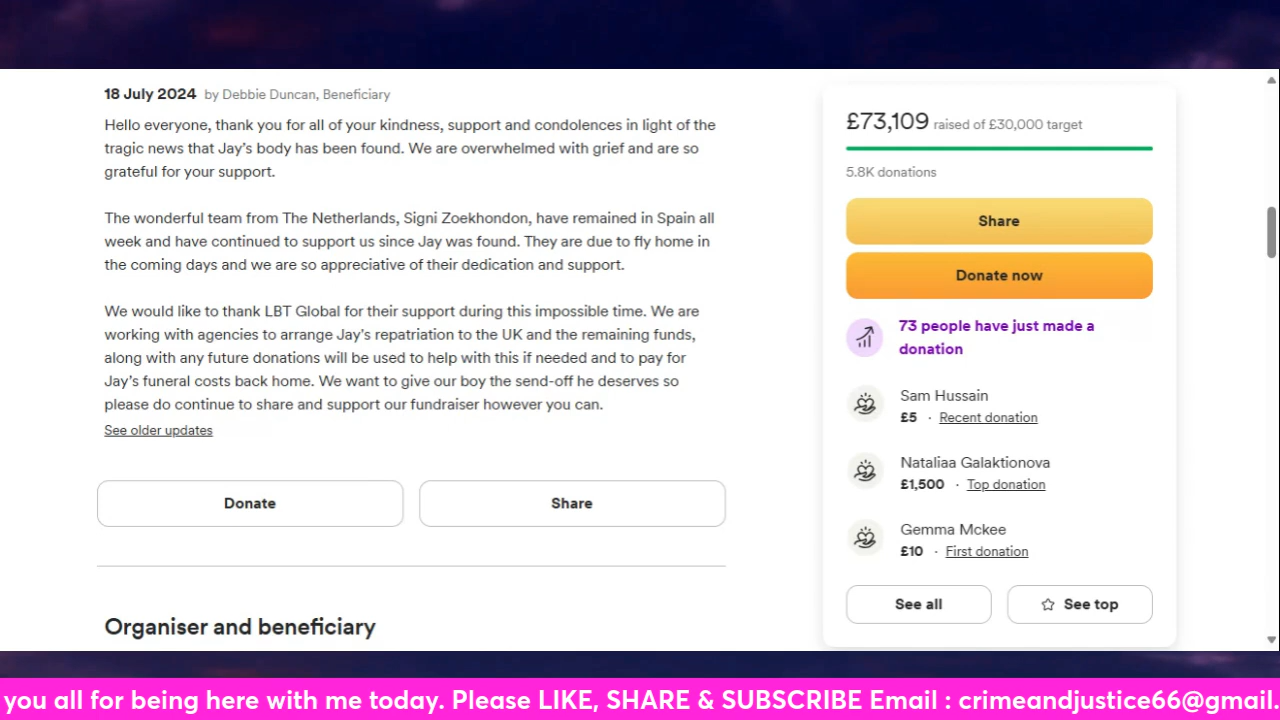 18 July 2024 by Debbie Duncan, Beneficiary
Hello everyone, thank you for all of your kindness, support and condolences in light of the
tragic news that Jay's body has been found. We are overwhelmed with grief and are so
grateful for your support.
The wonderful team from The Netherlands, Signi Zoekhondon, have remained in Spain all
week and have continued to support us since Jay was found. They are due to fly home in
the coming days and we are so appreciative of their dedication and support.
We would like to thank LBT Global for their support during this impossible time. We are
working with agencies to arrange Jay's repatriation to the UK and the remaining funds,
along with any future donations will be used to help with this if needed and to pay for
Jay's funeral costs back home. We want to give our boy the send-off he deserves so
please do continue to share and support our fundraiser however you can.
See older updates
Donate
Share
Organiser and beneficiary
£73,109 raised of £30,000 target
5.8K donations
Share
Donate now
73 people have just made a
donation
Sam Hussain
£5 · Recent donation
Nataliaa Galaktionova
£1,500 · Top donation
Gemma Mckee
£10 · First donation
See all
See top
you all for being here with me today. Please LIKE, SHARE & SUBSCRIBE Email : crimeandjustice66@gmail.